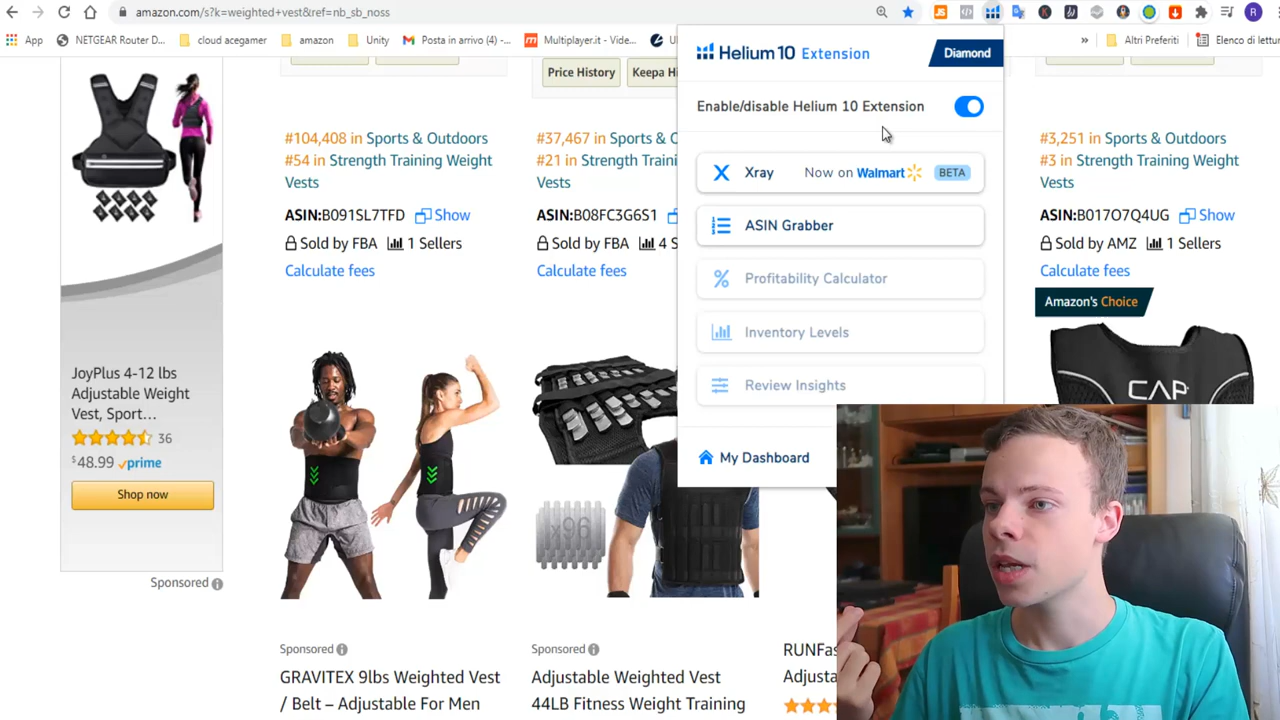 amazon.com/s?k=weighted+vest&ref=nb_sb_noss
App
NETGEAR Router D...
cloud acegamer
amazon
Unity
Posta in arrivo (6) ...
Multiplayer.it - Vide...
»
Altri Preferiti
Elenco di lettur
R
JS
Price History
Keepa Hi
Helium 10 Extension
Diamond
Enable/disable Helium 10 Extension
Xray Now on Walmart BETA
ASIN Grabber
Profitability Calculator
Inventory Levels
Review Insights
My Dashboard
JoyPlus 4-12 lbs
Adjustable Weight
Vest, Sport...
36
$48.99 prime
Shop now
Sponsored
#104,408 in Sports & Outdoors
#54 in Strength Training Weight
Vests
ASIN:B091SL7TFD Show
Sold by FBA 1 Sellers
Calculate fees
#37,467 in Sports & O
#21 in Strength Traini
Vests
ASIN:B08FC3G6S1
Sold by FBA 4 S
Calculate fees
#3,251 in Sports & Outdoors
#3 in Strength Training Weight
Vests
ASIN:B017O7Q4UG Show
Sold by AMZ 1 Sellers
Calculate fees
Amazon's Choice
CAP
x96
Sponsored
GRAVITEX 9lbs Weighted Vest
/ Belt – Adjustable For Men
Sponsored
Adjustable Weighted Vest
44LB Fitness Weight Training
RUNFas
Adjusta